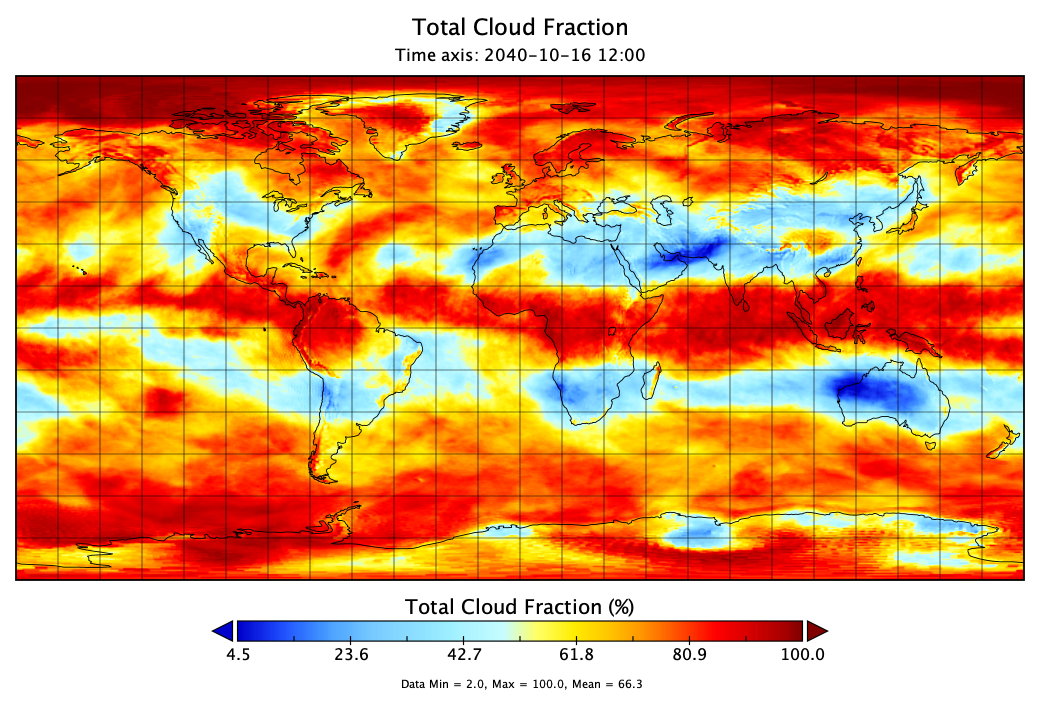 Total Cloud Fraction
Time axis: 2040-10-16 12:00
Total Cloud Fraction (%)
4.5 23.6 42.7 61.8 80.9 100.0
Data Min = 2.0, Max = 100.0, Mean = 66.3